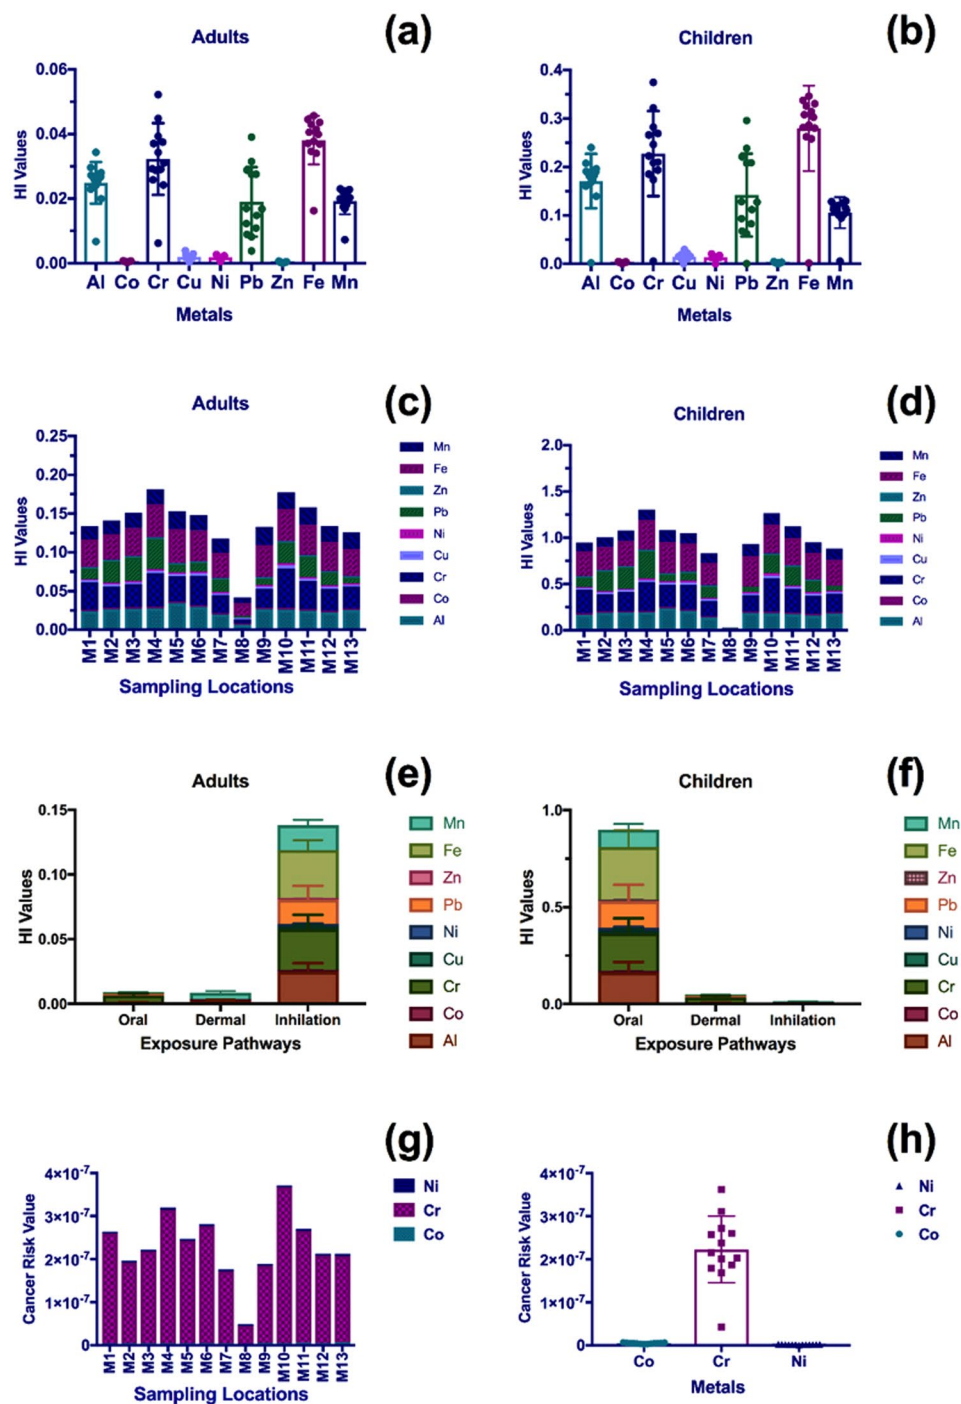 Adults
(a)
HI Values
0.06
0.04
0.02
0.00
Al Co Cr Cu Ni Pb Zn Fe Mn
Metals
Children
(b)
HI Values
0.4
0.3
0.2
0.1
0.0
Al Co Cr Cu Ni Pb Zn Fe Mn
Metals
Adults
(c)
HI Values
0.25
0.20
0.15
0.10
0.05
0.00
M1 M2 M3 M4 M5 M6 M7 M8 M9 M10 M11 M12 M13
Sampling Locations
Mn
Fe
Zn
Pb
Ni
Cu
Cr
Co
Al
Children
(d)
HI Values
2.0
1.5
1.0
0.5
0.0
M1 M2 M3 M4 M5 M6 M7 M8 M9 M10 M11 M12 M13
Sampling Locations
Mn
Fe
Zn
Pb
Ni
Cu
Cr
Co
Al
Adults
(e)
HI Values
0.15
0.10
0.05
0.00
Oral Dermal Inhilation
Exposure Pathways
Mn
Fe
Zn
Pb
Ni
Cu
Cr
Co
Al
Children
(f)
HI Values
1.0
0.5
0.0
Oral Dermal Inhilation
Exposure Pathways
Mn
Fe
Zn
Pb
Ni
Cu
Cr
Co
Al
(g)
Cancer Risk Value
4×10⁻⁷
3×10⁻⁷
2×10⁻⁷
1×10⁻⁷
0
M1 M2 M3 M4 M5 M6 M7 M8 M9 M10 M11 M12 M13
Sampling Locations
Ni
Cr
Co
(h)
Cancer Risk Value
4×10⁻⁷
3×10⁻⁷
2×10⁻⁷
1×10⁻⁷
0
Co Cr Ni
Metals
Ni
Cr
Co